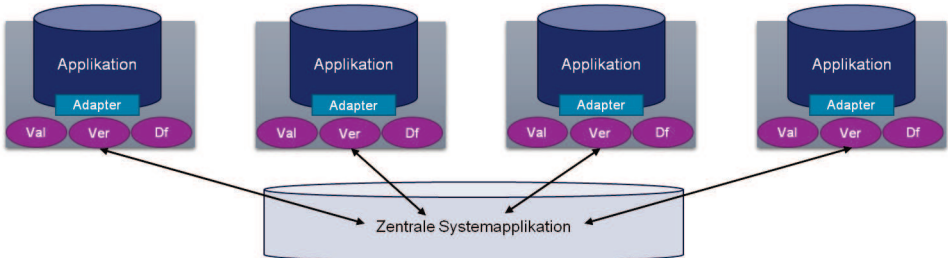 Applikation
Applikation
Applikation
Applikation
Adapter
Adapter
Adapter
Adapter
Val Ver Df
Val Ver Df
Val Ver Df
Val Ver Df
Zentrale Systemapplikation